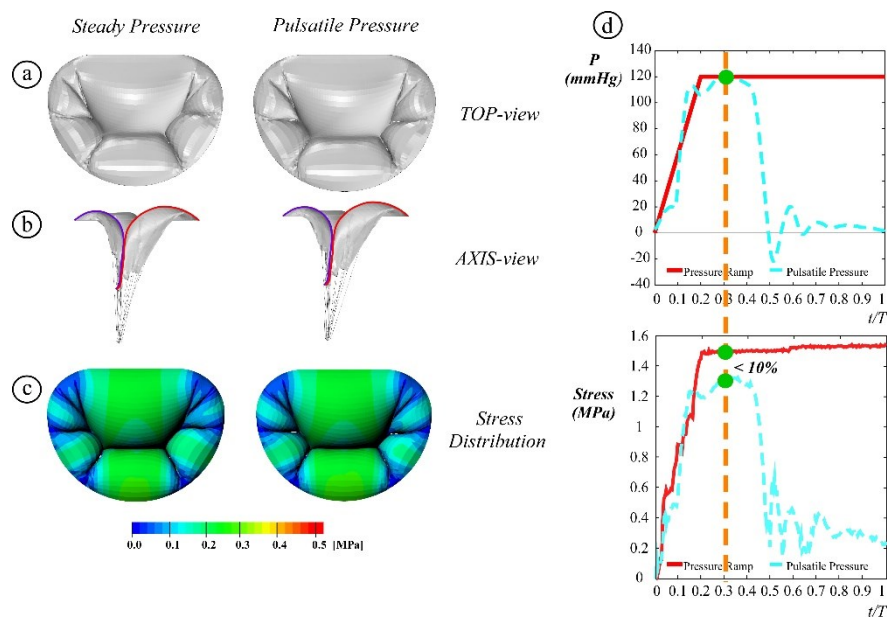 Steady Pressure
Pulsatile Pressure
a
TOP-view
b
AXIS-view
c
Stress
Distribution
0.0 0.1 0.2 0.3 0.4 0.5 [MPa]
d
P
(mmHg)
140
120
100
80
60
40
20
0
-20
-40
Pressure Ramp
Pulsatile Pressure
0 0.1 0.2 0.3 0.4 0.5 0.6 0.7 0.8 0.9 1
t/T
Stress
(MPa)
1.6
1.4
1.2
1
0.8
0.6
0.4
0.2
0
< 10%
Pressure Ramp
Pulsatile Pressure
0 0.1 0.2 0.3 0.4 0.5 0.6 0.7 0.8 0.9 1
t/T